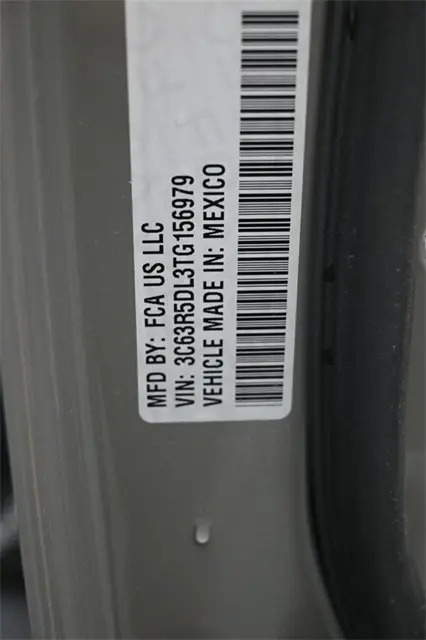 MFD BY: FCA US LLC
VIN: 3C63R5DL3TG156979
VEHICLE MADE IN: MEXICO